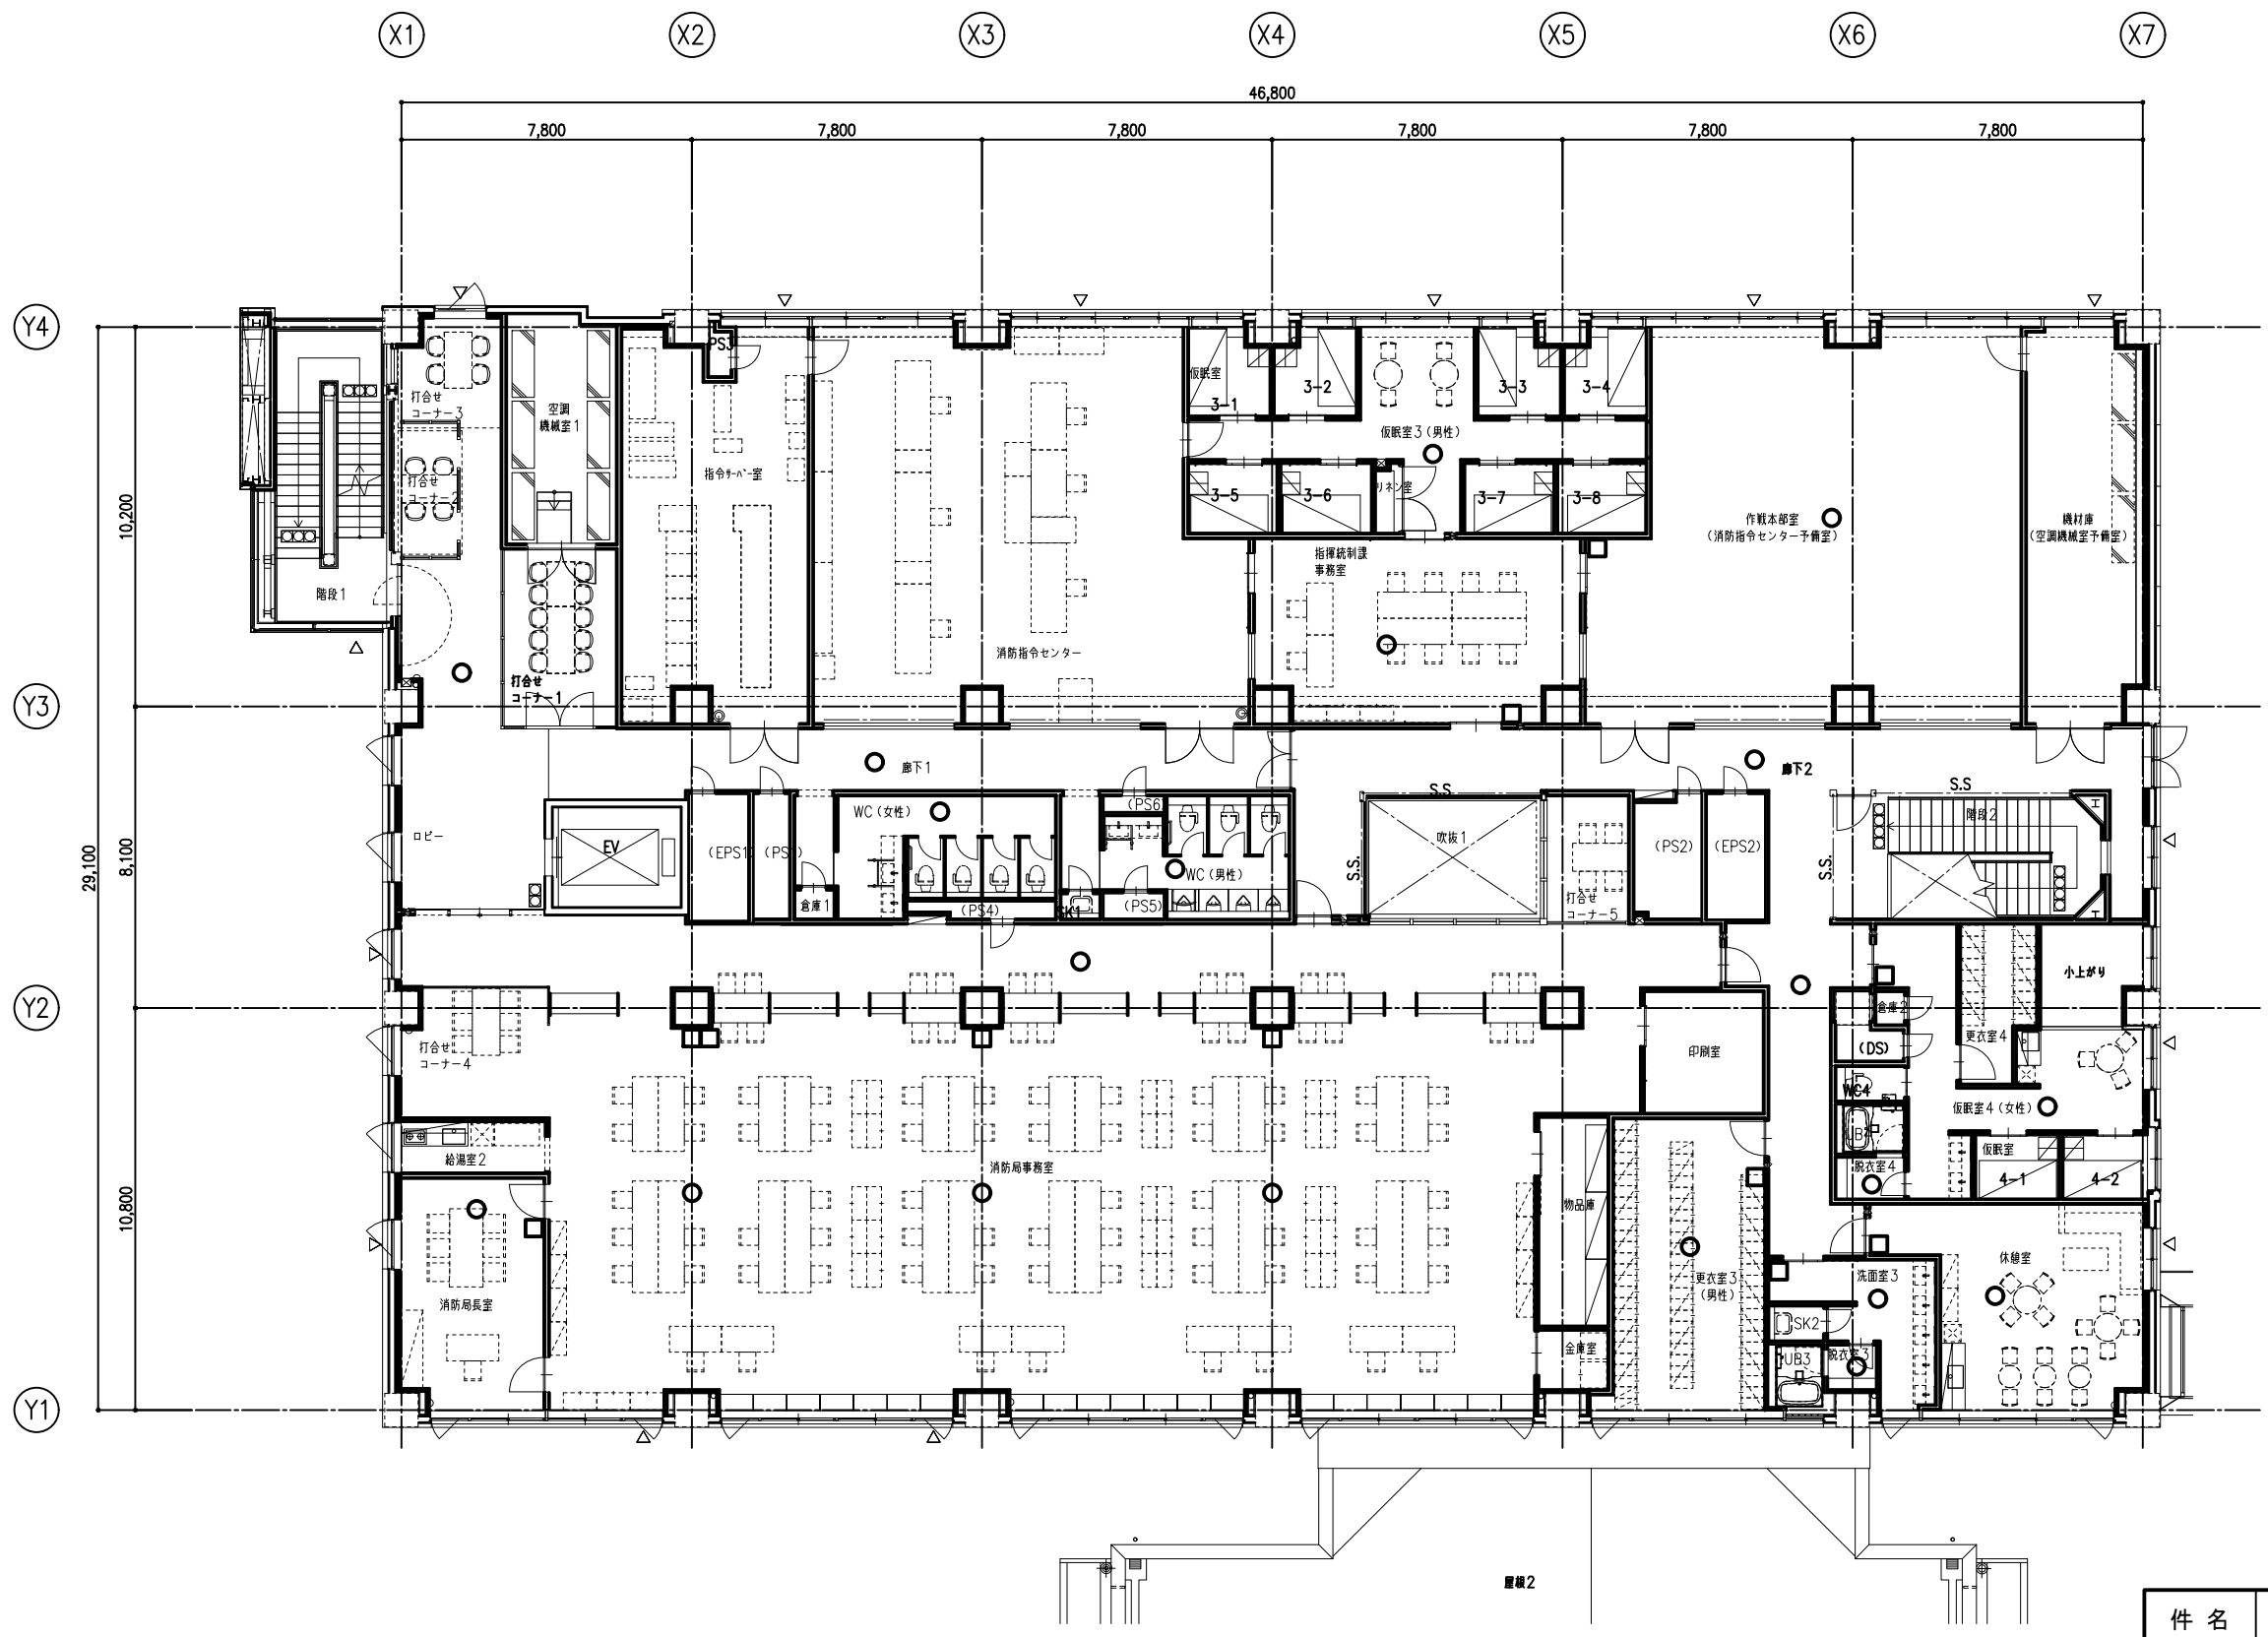 X1
X2
X3
X4
X5
X6
X7
46,800
7,800
7,800
7,800
7,800
7,800
7,800
Y4
Y3
Y2
Y1
29,100
10,200
8,100
10,800
打合せ
コーナー3
打合せ
コーナー2
空調
機械室1
階段1
打合せ
コーナー1
指令サーバー室
消防指令センター
仮眠室
3-1
3-2
3-3
3-4
仮眠室3(男性)
3-5
3-6
リネン室
3-7
3-8
指揮統制課
事務室
作戦本部室
(消防指令センター予備室)
機材庫
(空調機械室予備室)
廊下1
廊下2
S.S
S.S
S.S.
S.S.
ロビー
EV
(EPS1)
(PS1)
WC(女性)
倉庫1
(PS4)
SK1
(PS6)
WC(男性)
(PS5)
吹抜1
打合せ
コーナー5
(PS2)
(EPS2)
階段2
小上がり
倉庫2
(DS)
更衣室4
WC4
仮眠室4(女性)
仮眠室
脱衣室4
4-1
4-2
打合せ
コーナー4
給湯室2
消防局長室
消防局事務室
印刷室
物品庫
金庫室
更衣室3
(男性)
洗面室3
SK2
UB3
脱衣室3
休憩室
屋根2
件 名